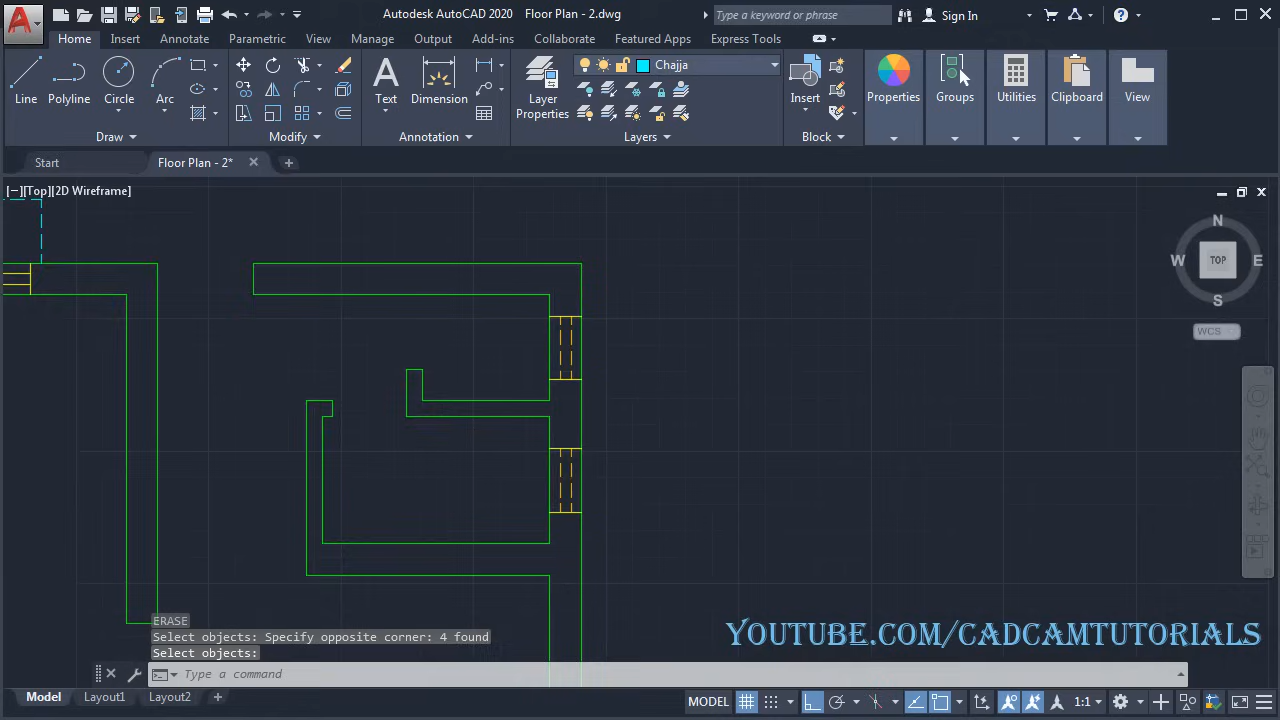 Autodesk AutoCAD 2020 Floor Plan - 2.dwg
Type a keyword or phrase
Sign In
Home Insert Annotate Parametric View Manage Output Add-ins Collaborate Featured Apps Express Tools
Line Polyline Circle Arc
Text Dimension
Layer Properties
Chajja
Insert Properties Groups Utilities Clipboard View
Draw Modify Annotation Layers Block
Start Floor Plan - 2*
[−][Top][2D Wireframe]
N
W TOP E
S
WCS
ERASE
Select objects: Specify opposite corner: 4 found
Select objects:
YOUTUBE.COM/CADCAMTUTORIALS
Type a command
Model Layout1 Layout2
MODEL 1:1